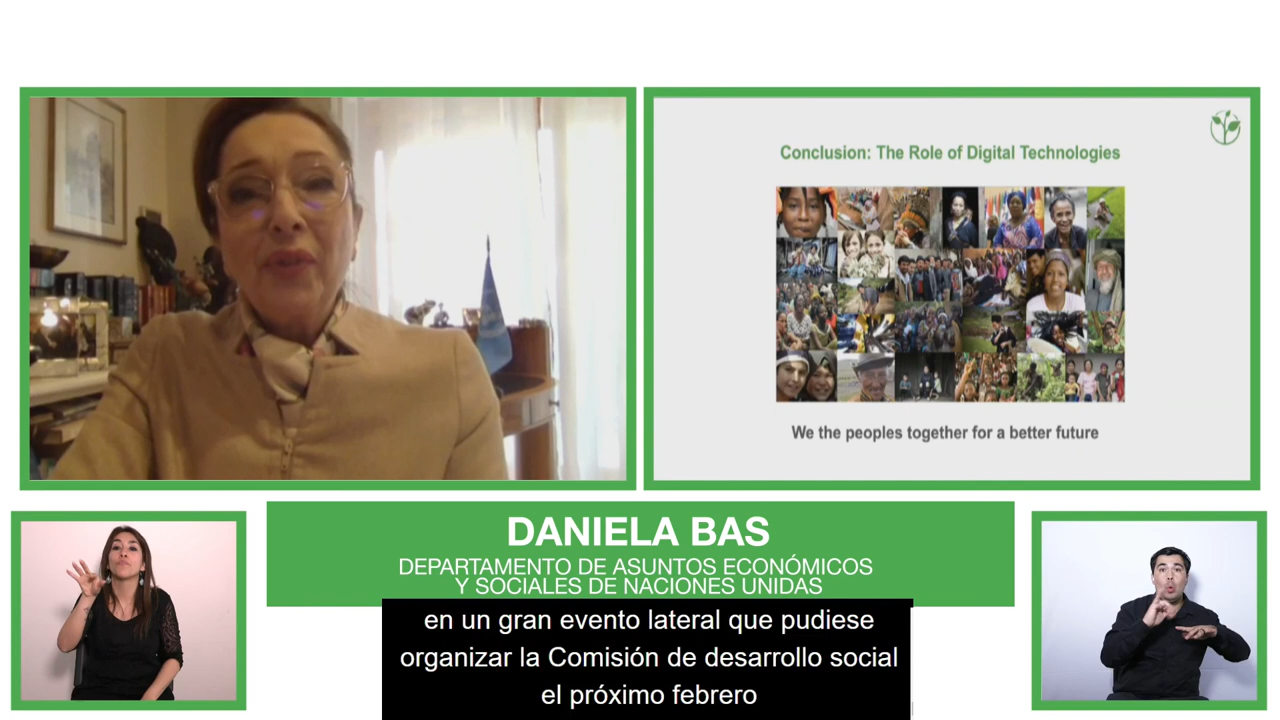 Conclusion: The Role of Digital Technologies
We the peoples together for a better future
DANIELA BAS
DEPARTAMENTO DE ASUNTOS ECONÓMICOS
Y SOCIALES DE NACIONES UNIDAS
en un gran evento lateral que pudiese
organizar la Comisión de desarrollo social
el próximo febrero